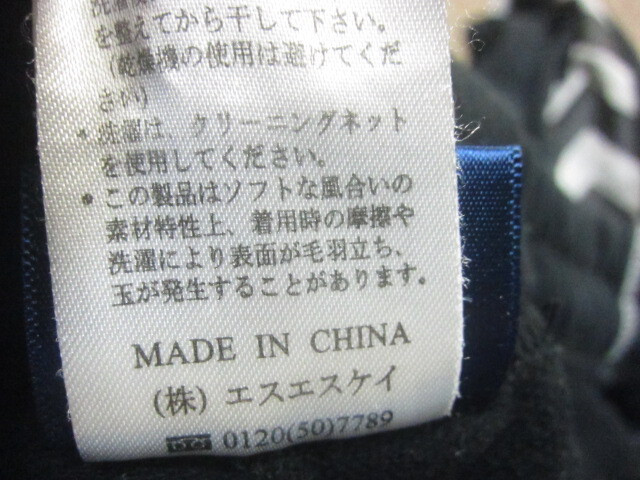 を整えてから干して下さい。
(乾燥機の使用は避けてくだ
さい)
・洗濯は、クリーニングネット
を使用してください。
・この製品はソフトな風合いの
素材特性上、着用時の摩擦や
洗濯により表面が毛羽立ち、
玉が発生することがあります。
MADE IN CHINA
(株) エスエスケイ
0120(50)7789